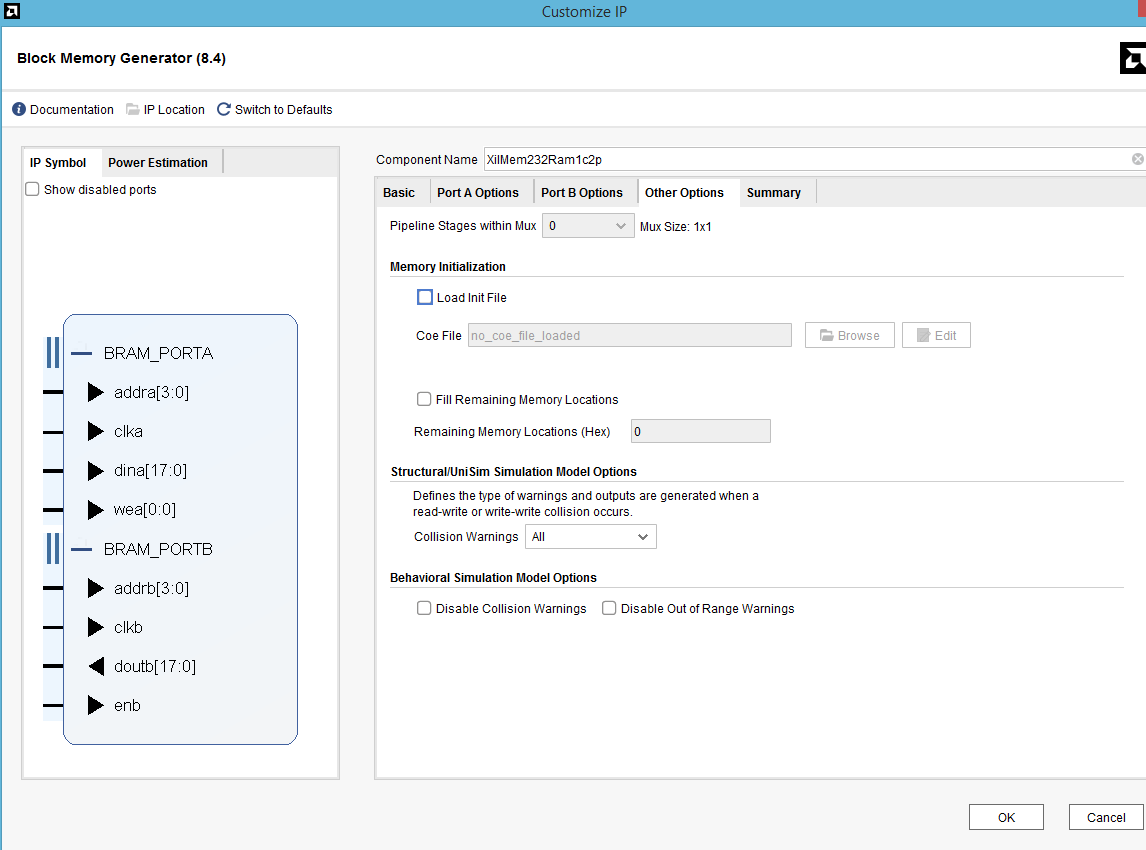 Customize IP
Block Memory Generator (8.4)
Documentation IP Location Switch to Defaults
IP Symbol Power Estimation
Show disabled ports
BRAM_PORTA
addra[3:0]
clka
dina[17:0]
wea[0:0]
BRAM_PORTB
addrb[3:0]
clkb
doutb[17:0]
enb
Component Name XilMem232Ram1c2p
Basic Port A Options Port B Options Other Options Summary
Pipeline Stages within Mux 0 Mux Size: 1x1
Memory Initialization
Load Init File
Coe File no_coe_file_loaded Browse Edit
Fill Remaining Memory Locations
Remaining Memory Locations (Hex) 0
Structural/UniSim Simulation Model Options
Defines the type of warnings and outputs are generated when a
read-write or write-write collision occurs.
Collision Warnings All
Behavioral Simulation Model Options
Disable Collision Warnings Disable Out of Range Warnings
OK Cancel